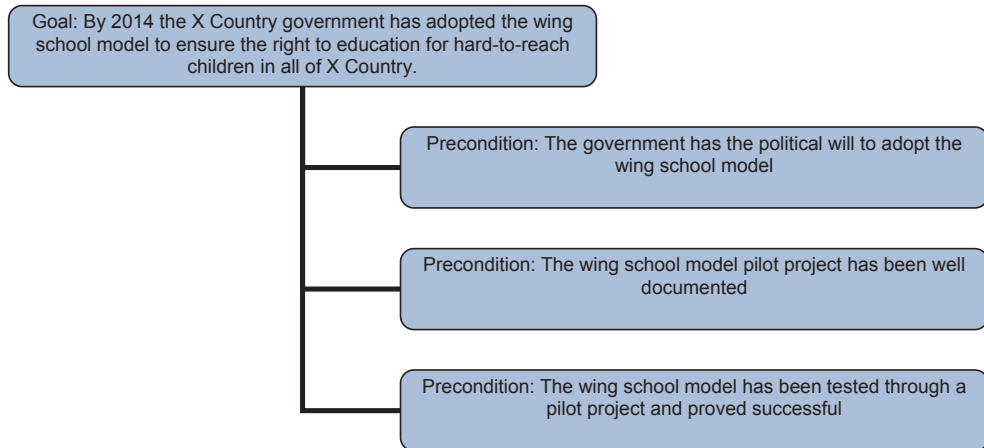 Goal: By 2014 the X Country government has adopted the wing
school model to ensure the right to education for hard-to-reach
children in all of X Country.
Precondition: The government has the political will to adopt the
wing school model
Precondition: The wing school model pilot project has been well
documented
Precondition: The wing school model has been tested through a
pilot project and proved successful